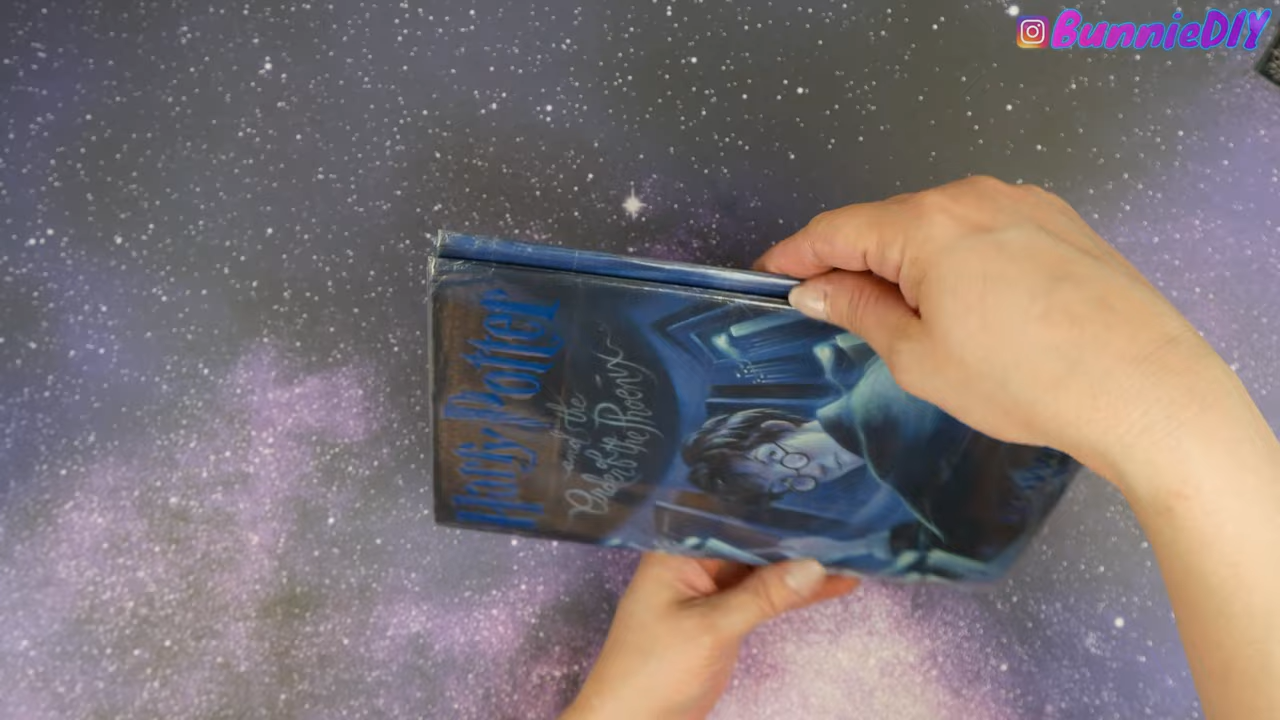 BunnieDIY
Harry Potter
and the
Order of the Phoenix